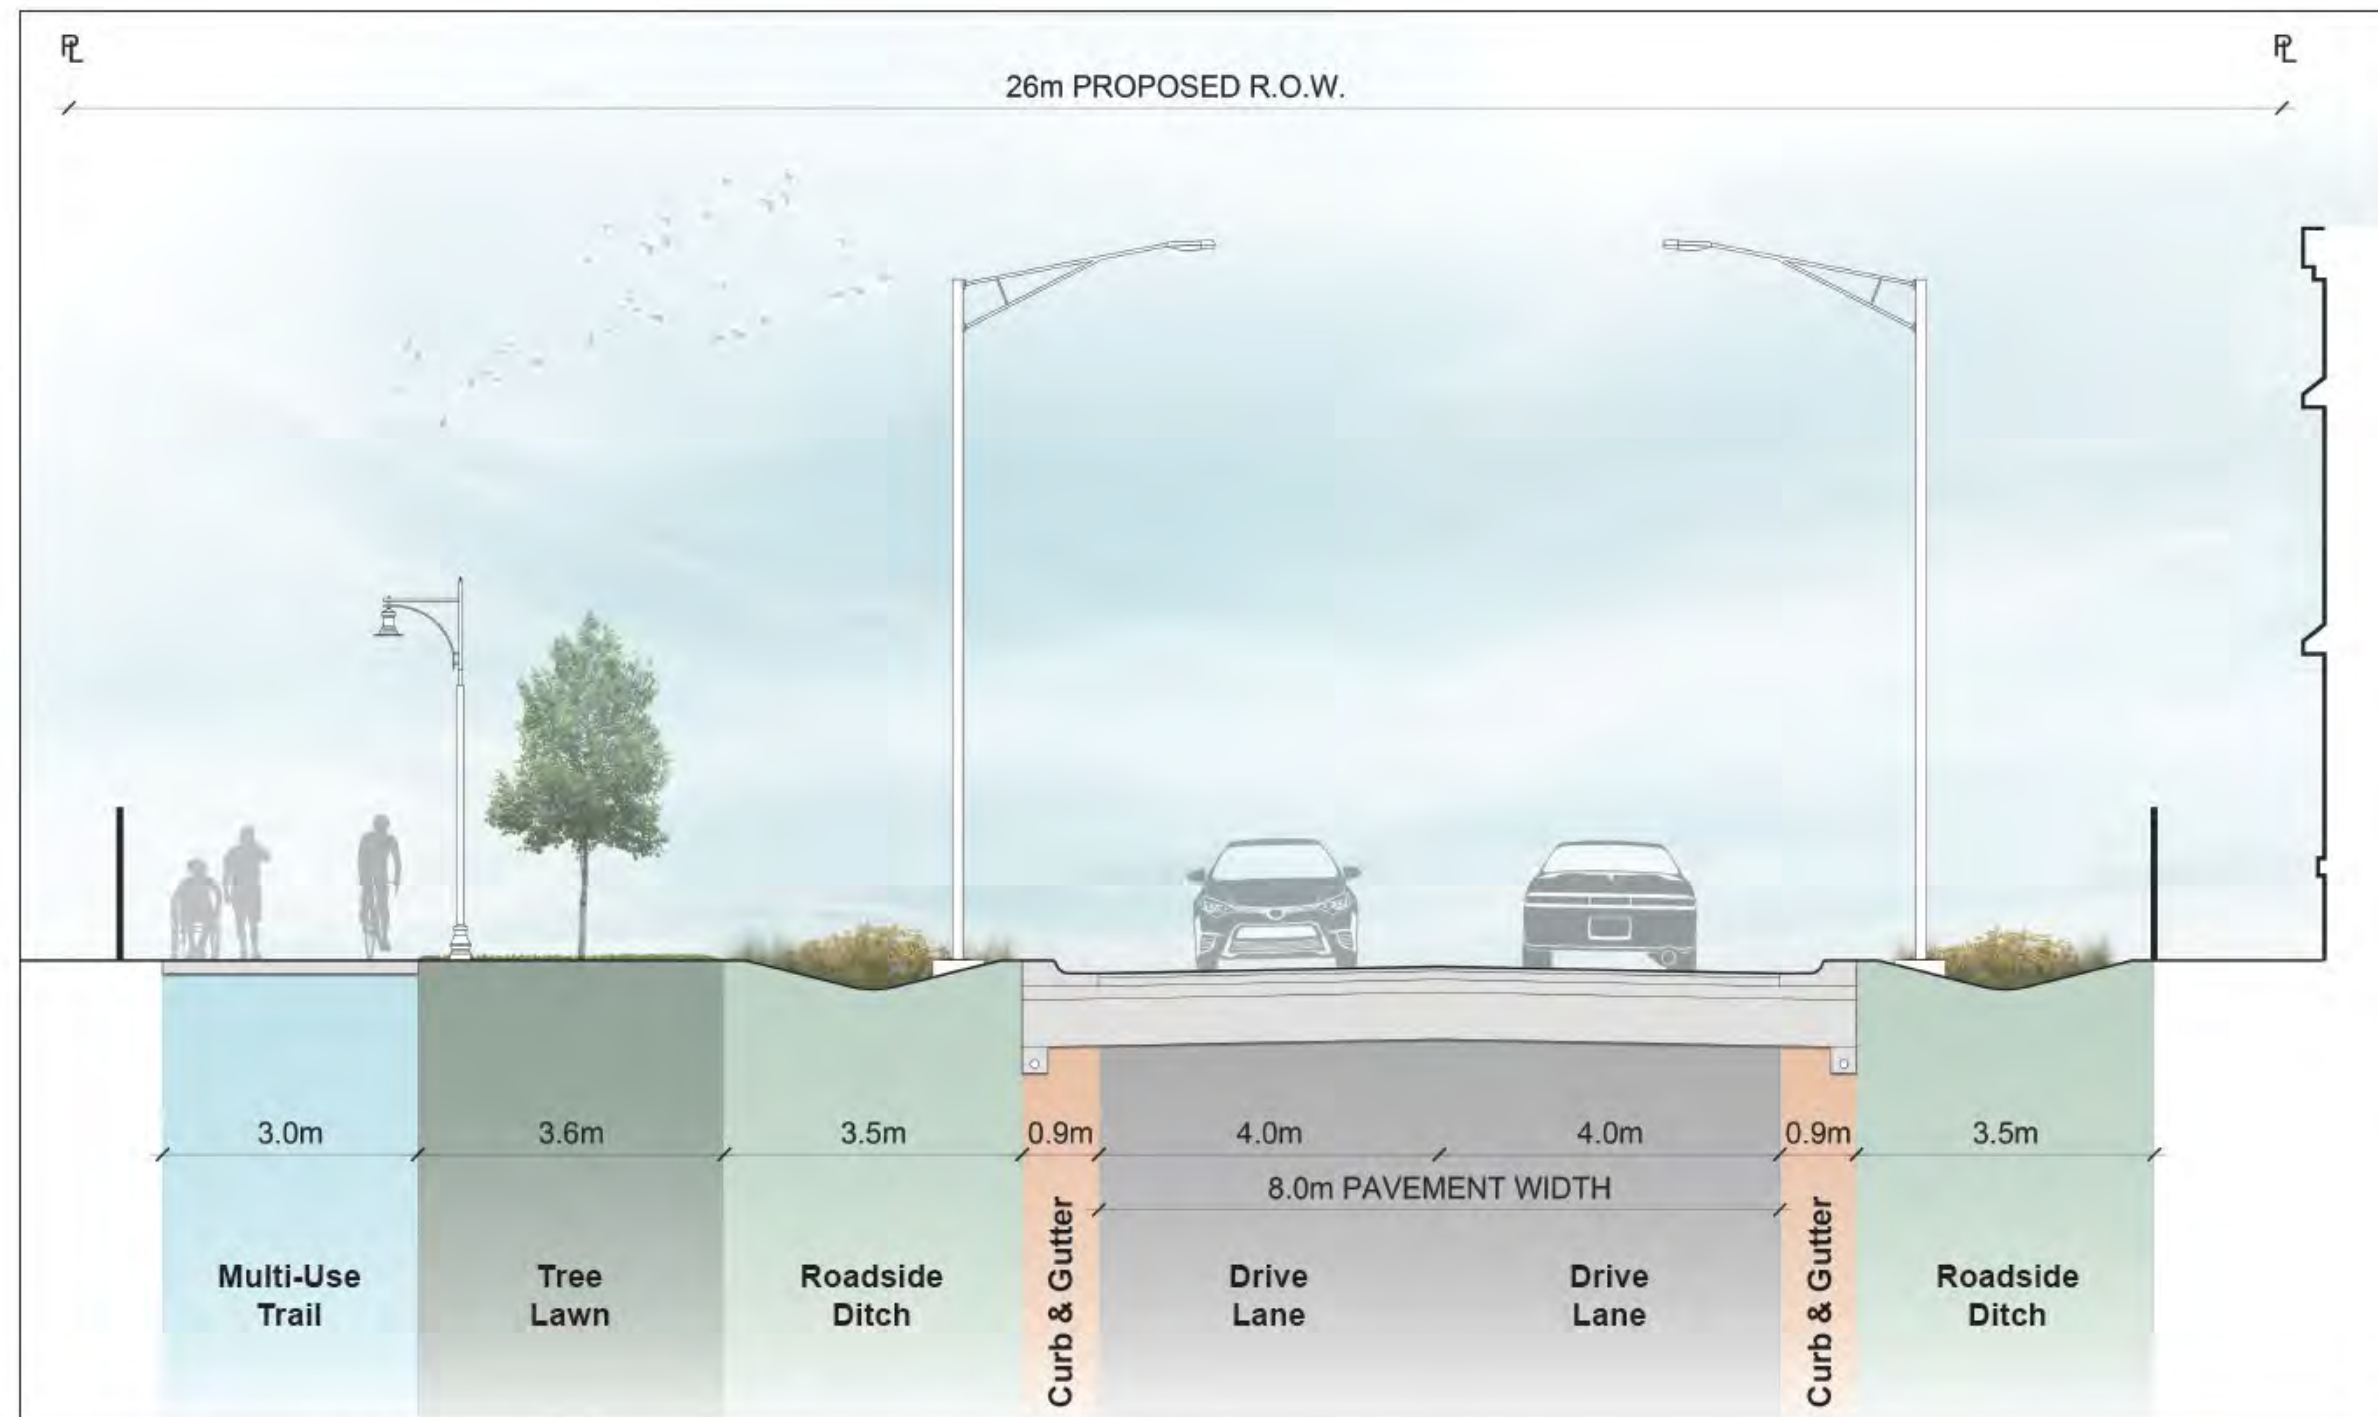 PL
PL
26m PROPOSED R.O.W.
3.0m
3.6m
3.5m
0.9m
4.0m
4.0m
0.9m
3.5m
8.0m PAVEMENT WIDTH
Multi-Use
Trail
Tree
Lawn
Roadside
Ditch
Curb & Gutter
Drive
Lane
Drive
Lane
Curb & Gutter
Roadside
Ditch